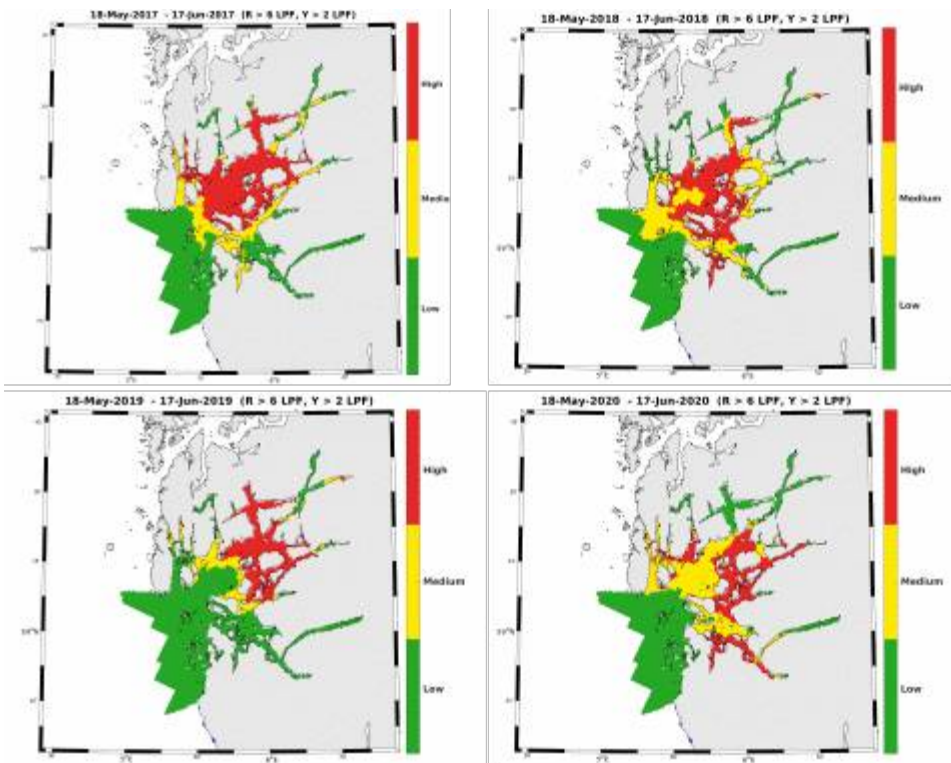 18-May-2017 - 17-Jun-2017 (R > 6 LPF, Y > 2 LPF)
High
Mediu
Low
18-May-2018 - 17-Jun-2018 (R > 6 LPF, Y > 2 LPF)
High
Medium
Low
18-May-2019 - 17-Jun-2019 (R > 6 LPF, Y > 2 LPF)
High
Medium
Low
18-May-2020 - 17-Jun-2020 (R > 6 LPF, Y > 2 LPF)
High
Medium
Low